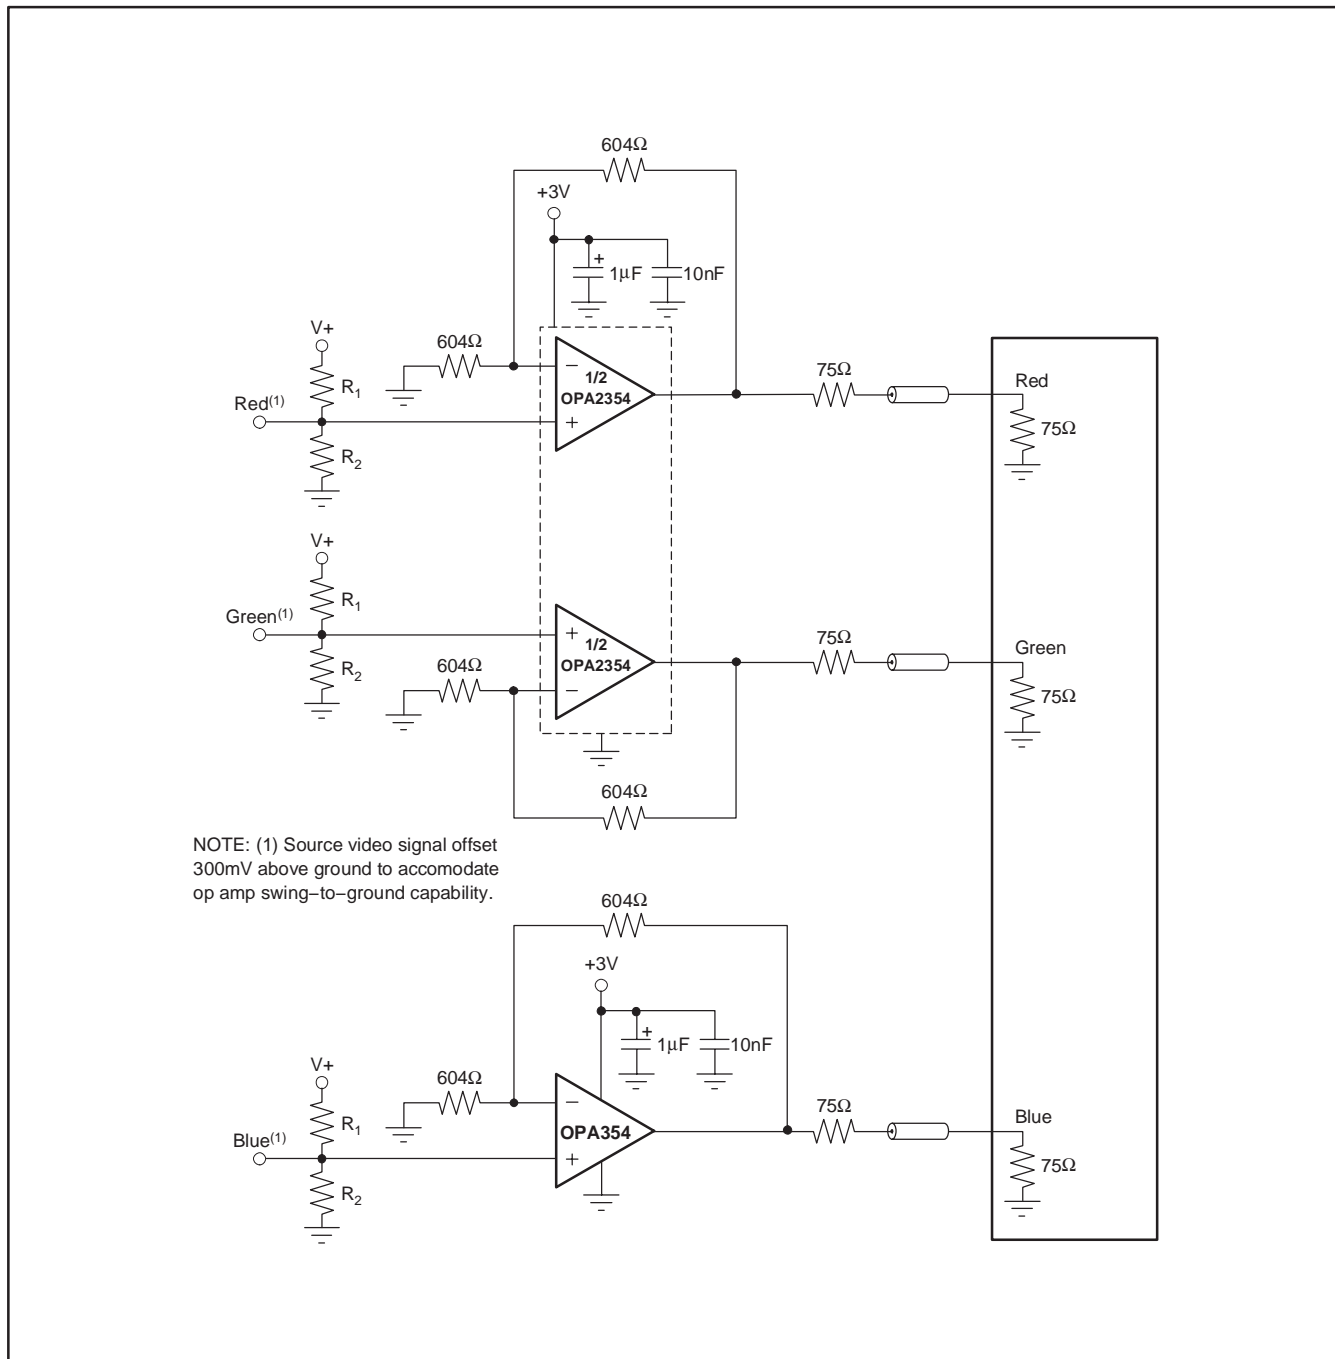 604Ω
+3V
+
1μF
10nF
V+
604Ω
R1
Red(1)
R2
−
1/2
OPA2354
+
75Ω
Red
75Ω
V+
R1
Green(1)
R2
604Ω
+
1/2
OPA2354
−
75Ω
Green
75Ω
604Ω
NOTE: (1) Source video signal offset
300mV above ground to accomodate
op amp swing−to−ground capability.
604Ω
+3V
+
1μF
10nF
V+
604Ω
R1
Blue(1)
R2
−
OPA354
+
75Ω
Blue
75Ω